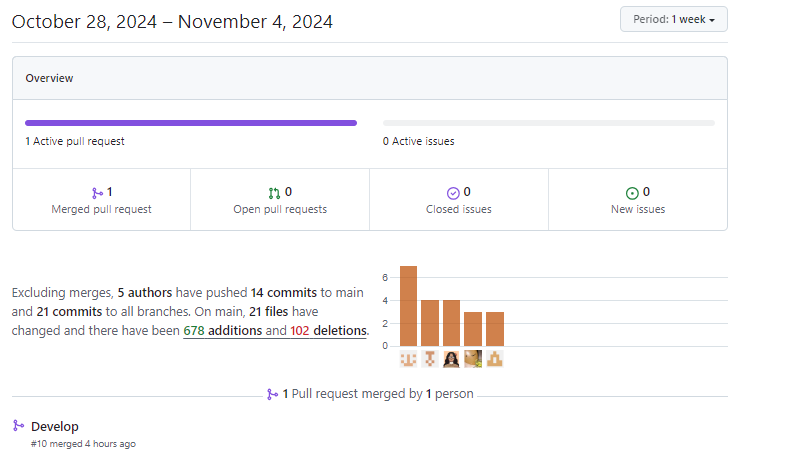 October 28, 2024 – November 4, 2024
Period: 1 week
Overview
1 Active pull request
0 Active issues
1
Merged pull request
0
Open pull requests
0
Closed issues
0
New issues
Excluding merges, 5 authors have pushed 14 commits to main
and 21 commits to all branches. On main, 21 files have
changed and there have been 678 additions and 102 deletions.
6
4
2
0
1 Pull request merged by 1 person
Develop
#10 merged 4 hours ago